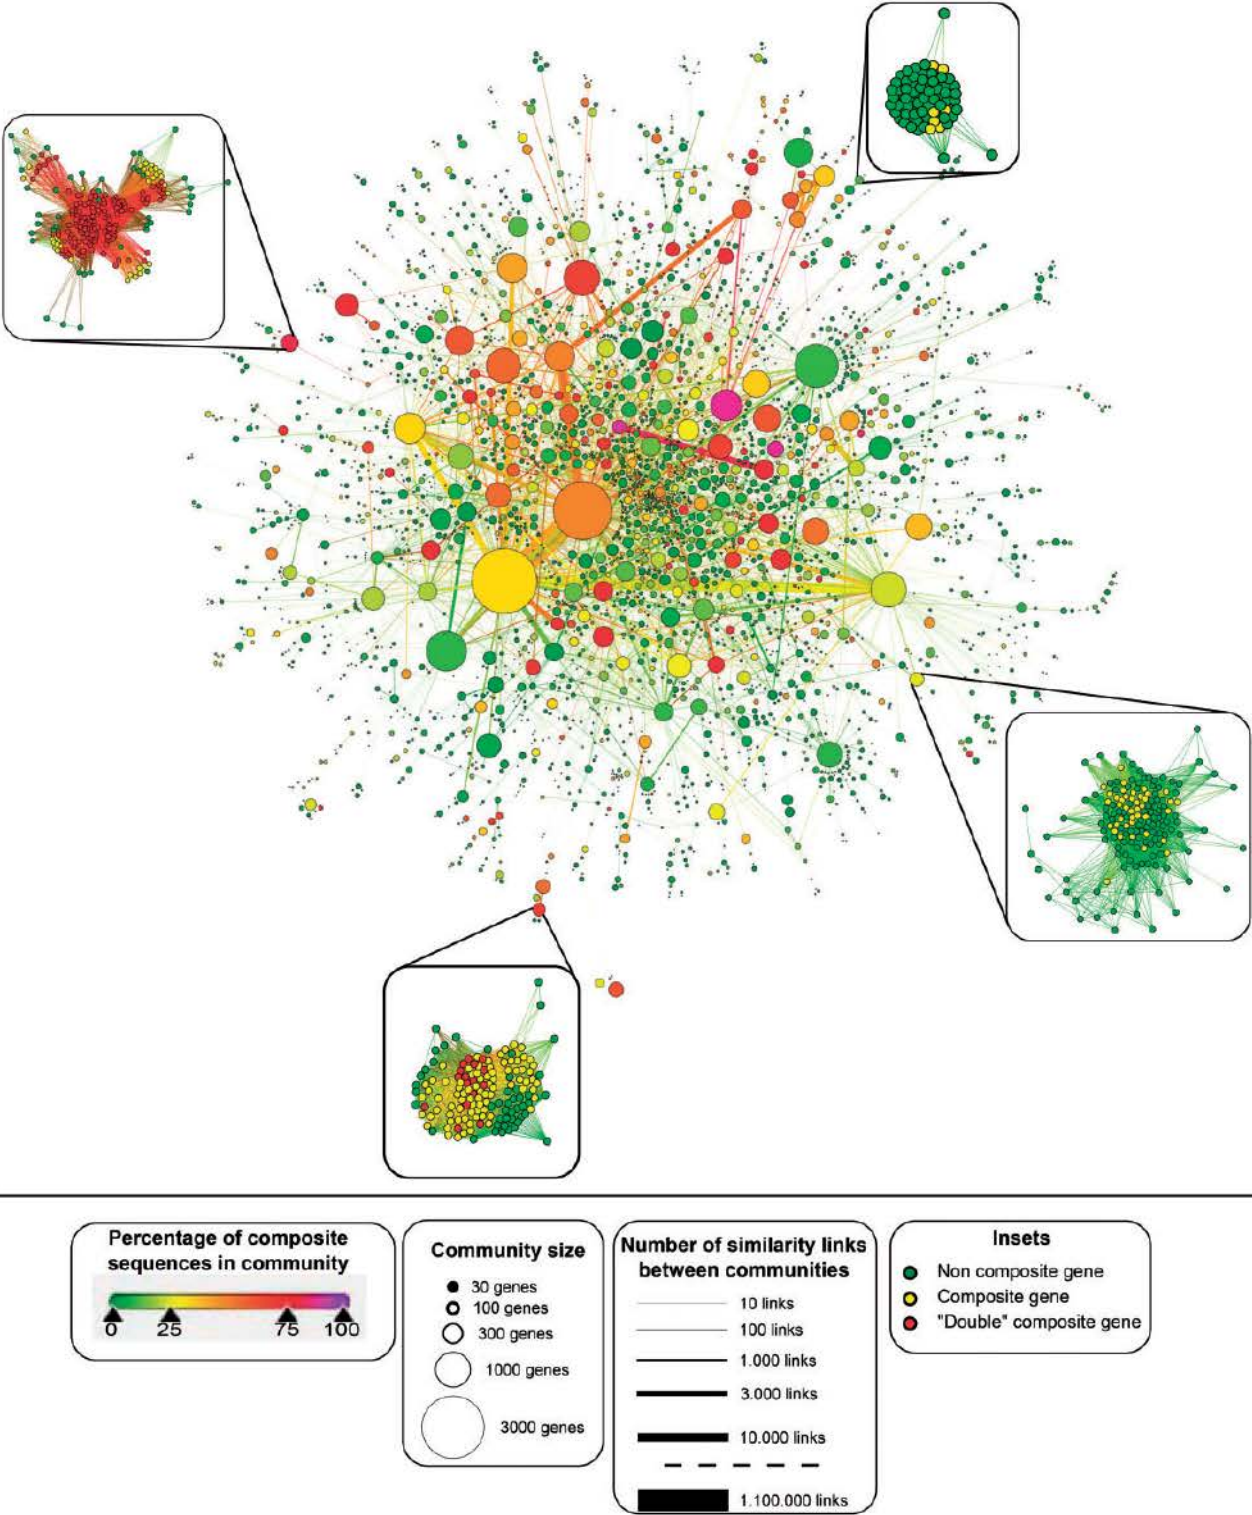 Percentage of composite
sequences in community
0 25 75 100
Community size
30 genes
100 genes
300 genes
1000 genes
3000 genes
Number of similarity links
between communities
10 links
100 links
1.000 links
3.000 links
10.000 links
1.100.000 links
Insets
Non composite gene
Composite gene
"Double" composite gene